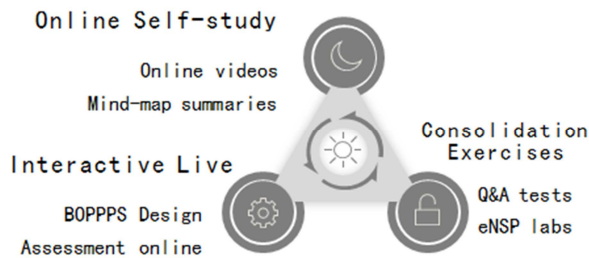 Online Self-study
Online videos
Mind-map summaries
Interactive Live
BOPPPS Design
Assessment online
Consolidation
Exercises
Q&A tests
eNSP labs